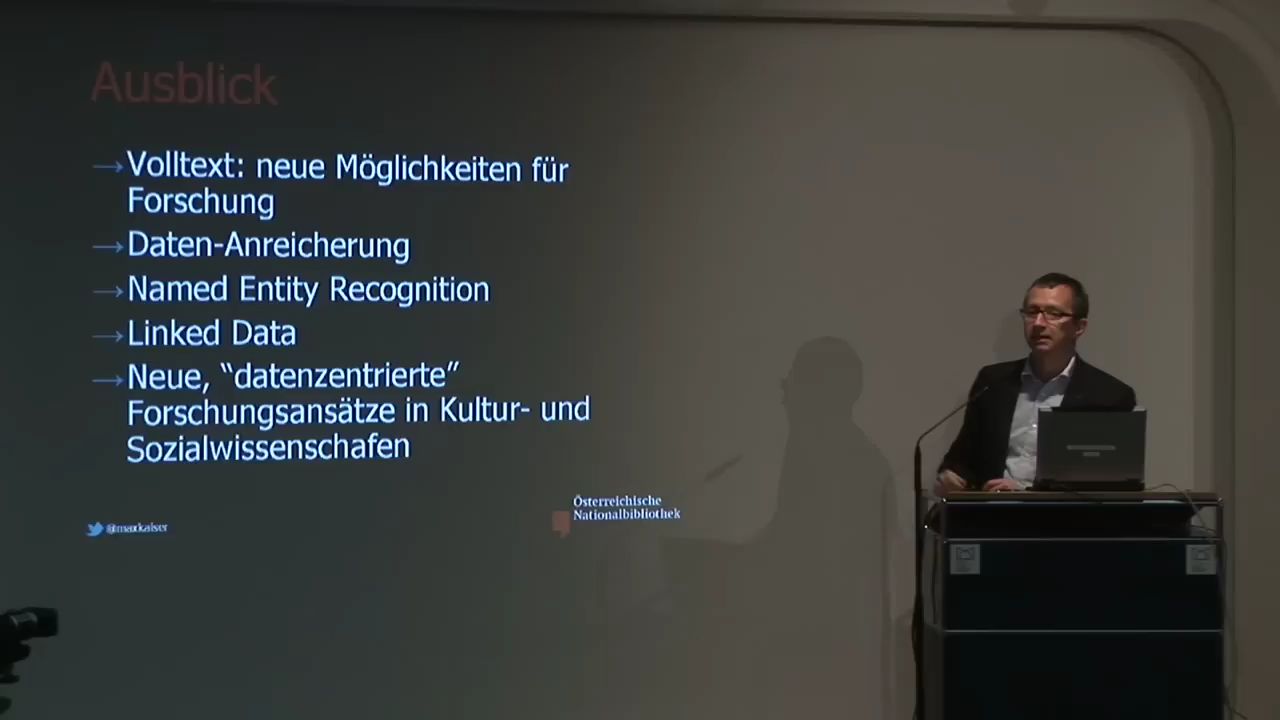 Ausblick
→Volltext: neue Möglichkeiten für
Forschung
→Daten-Anreicherung
→Named Entity Recognition
→Linked Data
→Neue, “datenzentrierte”
Forschungsansätze in Kultur- und
Sozialwissenschafen
@maxkaiser
Österreichische
Nationalbibliothek